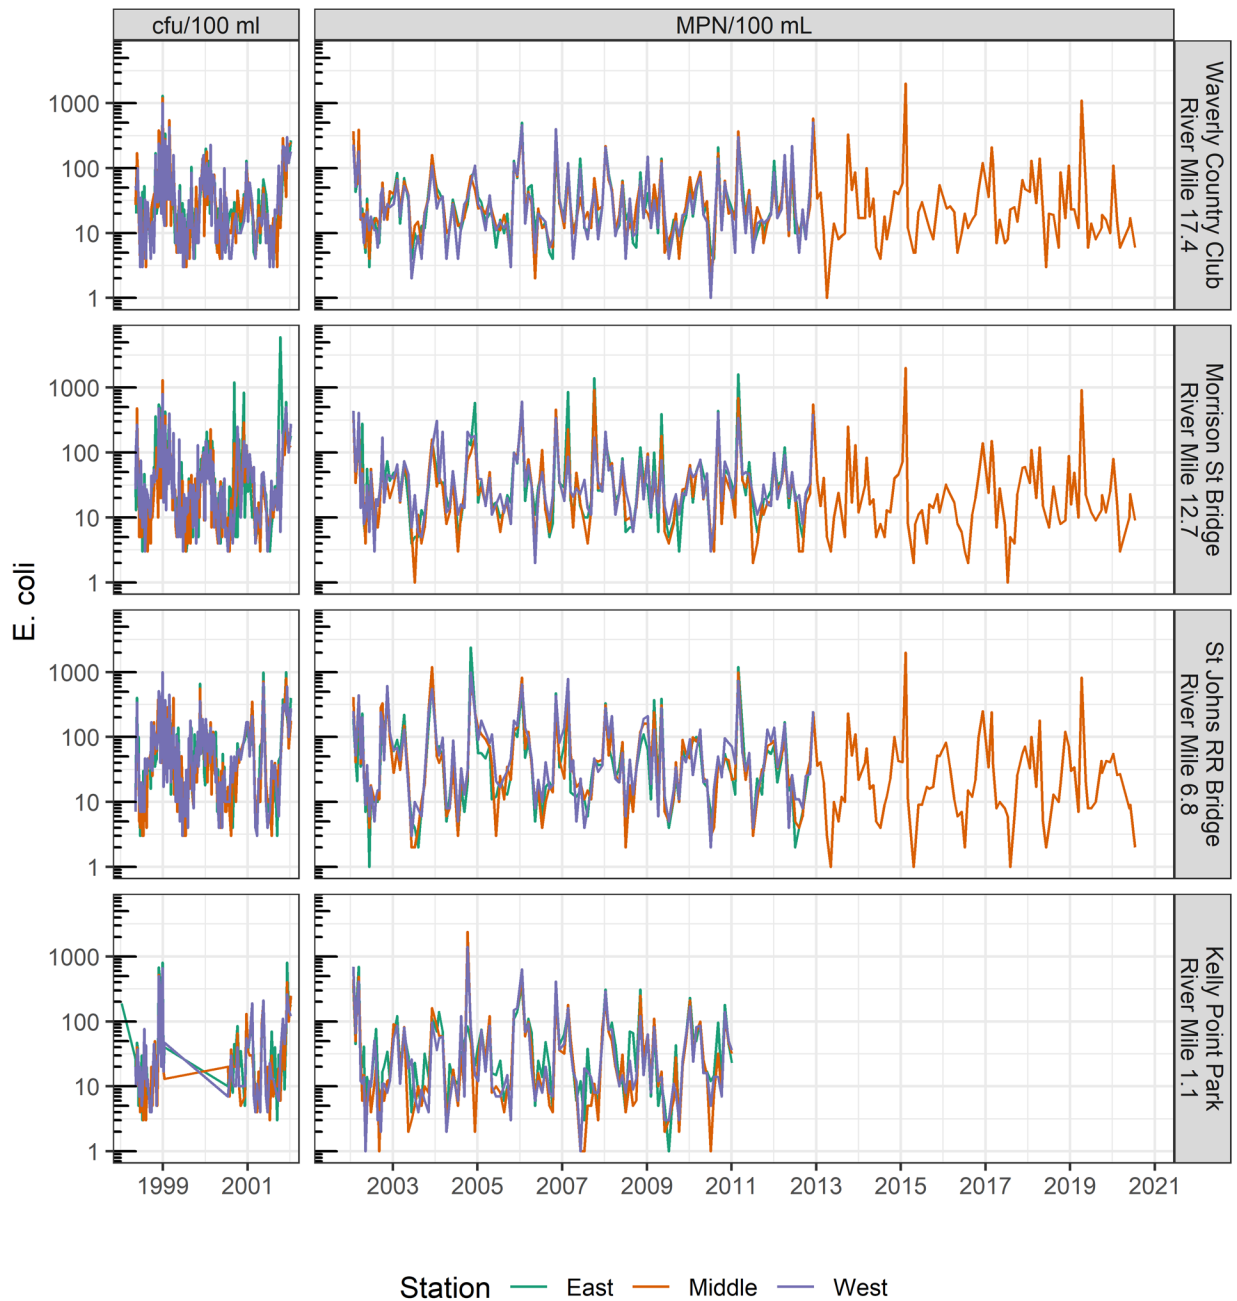 cfu/100 ml
MPN/100 mL
E. coli
1000
100
10
1
Waverly Country Club
River Mile 17.4
1000
100
10
1
Morrison St Bridge
River Mile 12.7
1000
100
10
1
St Johns RR Bridge
River Mile 6.8
1000
100
10
1
Kelly Point Park
River Mile 1.1
1999 2001 2003 2005 2007 2009 2011 2013 2015 2017 2019 2021
Station East Middle West